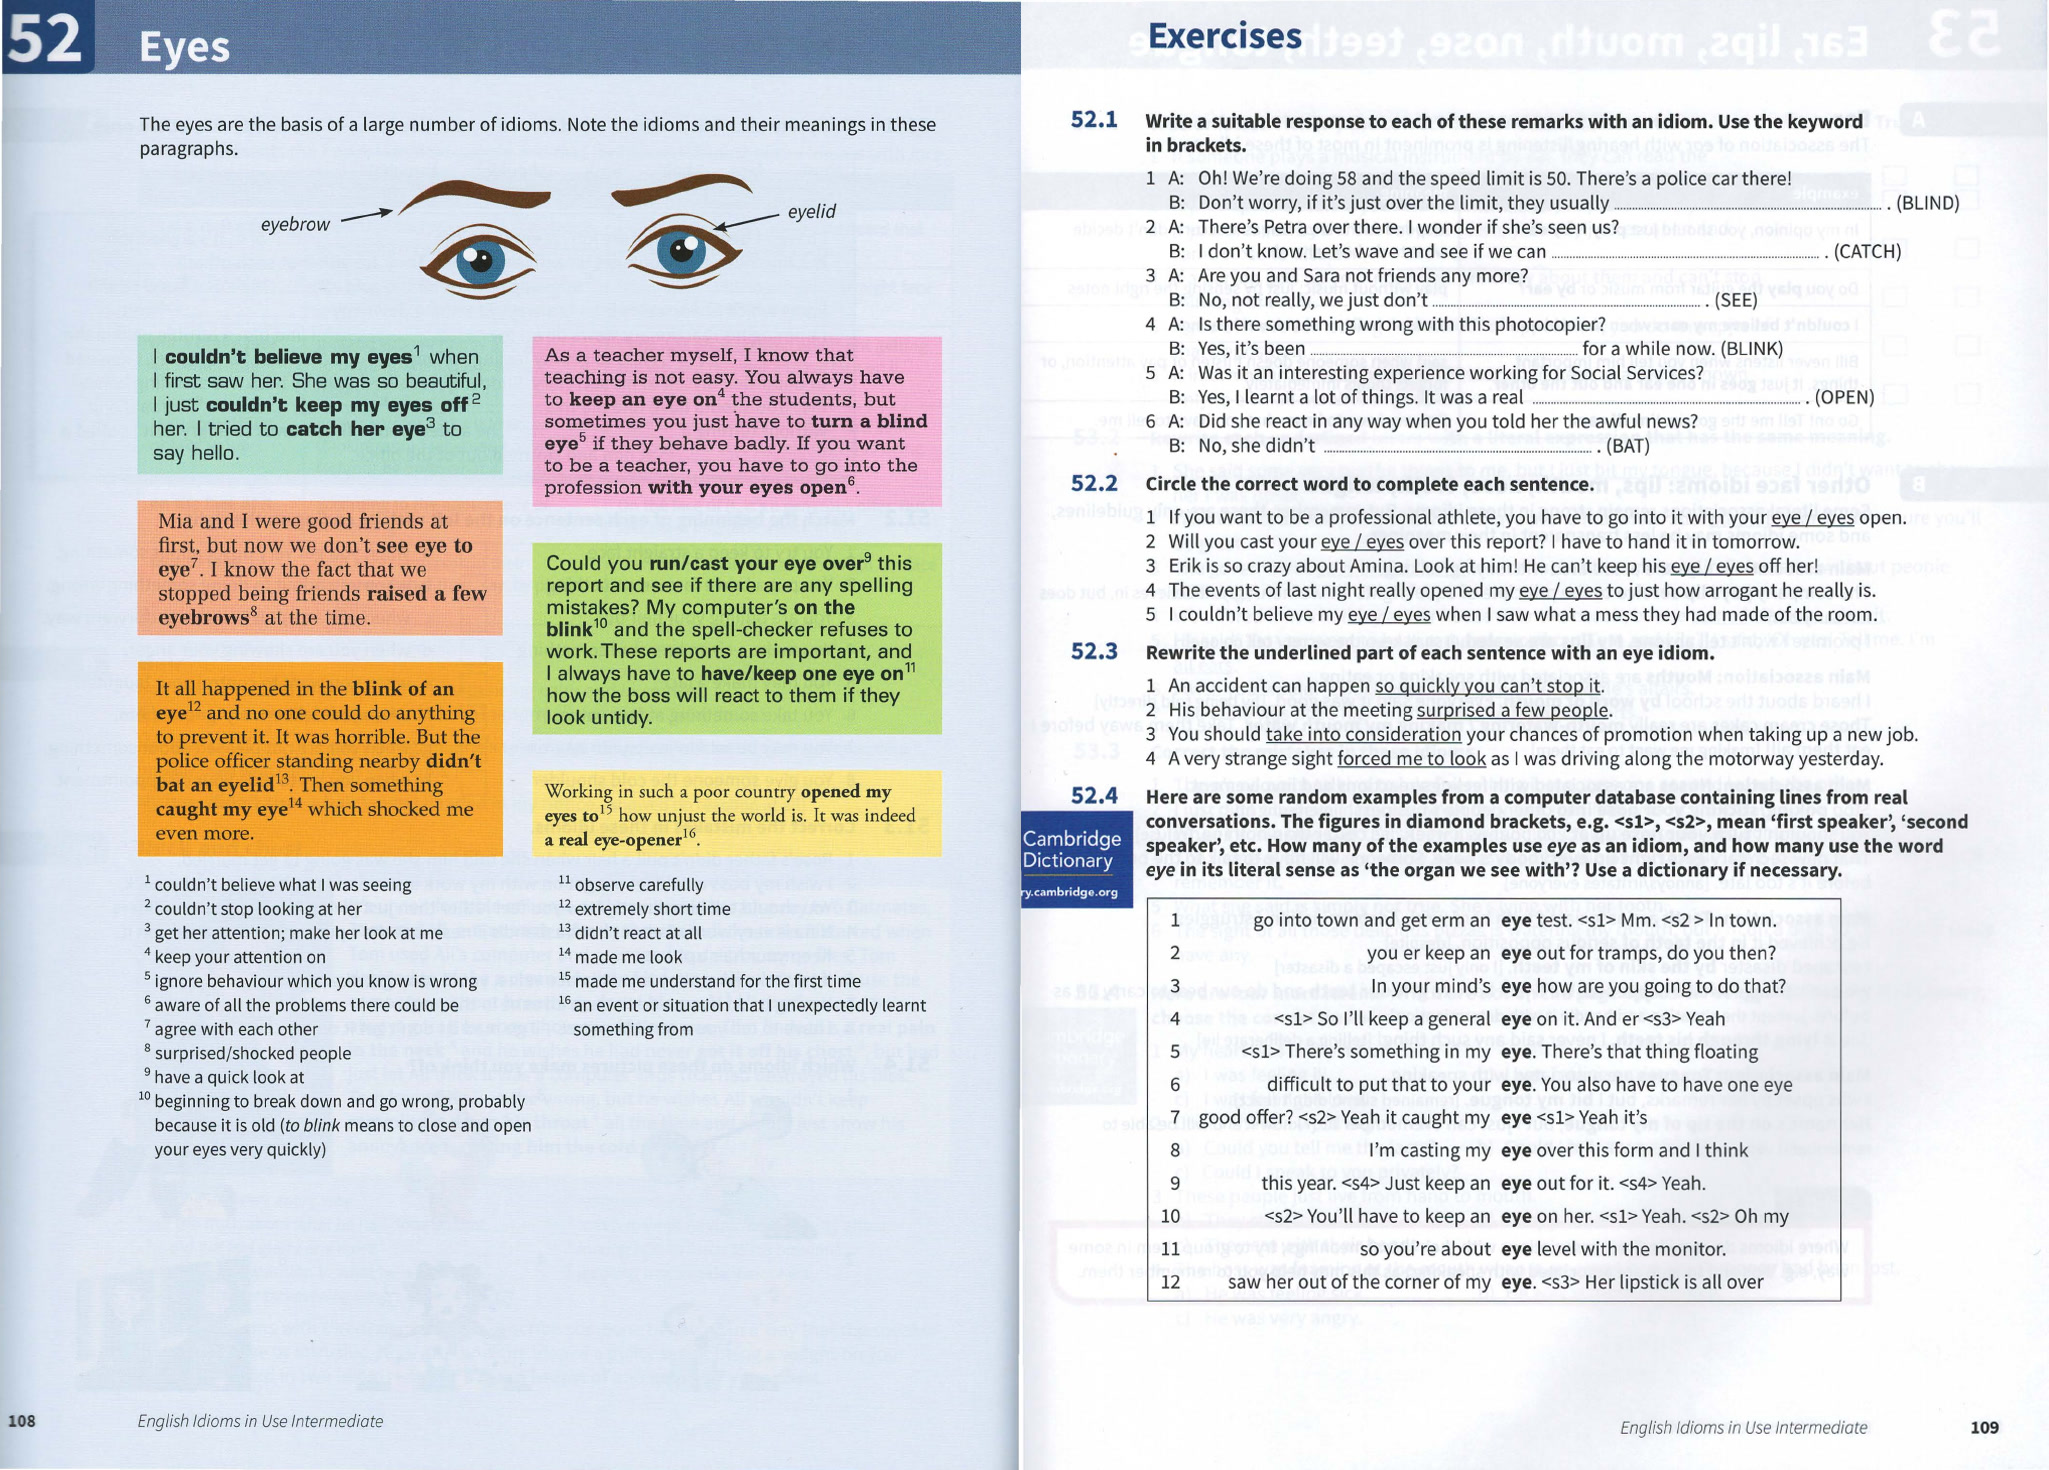 52
Eyes
The eyes are the basis of a large number of idioms. Note the idioms and their meanings in these
paragraphs.
eyebrow
eyelid
I couldn't believe my eyes1 when
I first saw her. She was so beautiful,
I just couldn't keep my eyes off2
her. I tried to catch her eye3 to
say hello.
Mia and I were good friends at
first, but now we don't see eye to
eye7. I know the fact that we
stopped being friends raised a few
eyebrows8 at the time.
It all happened in the blink of an
eye12 and no one could do anything
to prevent it. It was horrible. But the
police officer standing nearby didn't
bat an eyelid13. Then something
caught my eye14 which shocked me
even more.
As a teacher myself, I know that
teaching is not easy. You always have
to keep an eye on4 the students, but
sometimes you just have to turn a blind
eye5 if they behave badly. If you want
to be a teacher, you have to go into the
profession with your eyes open6.
Could you run/cast your eye over9 this
report and see if there are any spelling
mistakes? My computer's on the
blink10 and the spell-checker refuses to
work. These reports are important, and
I always have to have/keep one eye on11
how the boss will react to them if they
look untidy.
Working in such a poor country opened my
eyes to15 how unjust the world is. It was indeed
a real eye-opener16.
1 couldn't believe what I was seeing
2 couldn't stop looking at her
3 get her attention; make her look at me
4 keep your attention on
5 ignore behaviour which you know is wrong
6 aware of all the problems there could be
7 agree with each other
8 surprised/shocked people
9 have a quick look at
10 beginning to break down and go wrong, probably
because it is old (to blink means to close and open
your eyes very quickly)
11 observe carefully
12 extremely short time
13 didn't react at all
14 made me look
15 made me understand for the first time
16 an event or situation that I unexpectedly learnt
something from
108
English Idioms in Use Intermediate
Exercises
52.1 Write a suitable response to each of these remarks with an idiom. Use the keyword
in brackets.
1 A: Oh! We're doing 58 and the speed limit is 50. There's a police car there!
B: Don't worry, if it's just over the limit, they usually ........ . (BLIND)
2 A: There's Petra over there. I wonder if she's seen us?
B: I don't know. Let's wave and see if we can ........ . (CATCH)
3 A: Are you and Sara not friends any more?
B: No, not really, we just don't ........ . (SEE)
4 A: Is there something wrong with this photocopier?
B: Yes, it's been ........ for a while now. (BLINK)
5 A: Was it an interesting experience working for Social Services?
B: Yes, I learnt a lot of things. It was a real ........ . (OPEN)
6 A: Did she react in any way when you told her the awful news?
B: No, she didn't ........ . (BAT)
52.2 Circle the correct word to complete each sentence.
1 If you want to be a professional athlete, you have to go into it with your eye / eyes open.
2 Will you cast your eye / eyes over this report? I have to hand it in tomorrow.
3 Erik is so crazy about Amina. Look at him! He can't keep his eye / eyes off her!
4 The events of last night really opened my eye / eyes to just how arrogant he really is.
5 I couldn't believe my eye / eyes when I saw what a mess they had made of the room.
52.3 Rewrite the underlined part of each sentence with an eye idiom.
1 An accident can happen so quickly you can't stop it.
2 His behaviour at the meeting surprised a few people.
3 You should take into consideration your chances of promotion when taking up a new job.
4 A very strange sight forced me to look as I was driving along the motorway yesterday.
52.4 Here are some random examples from a computer database containing lines from real
conversations. The figures in diamond brackets, e.g. <s1>, <s2>, mean 'first speaker', 'second
speaker', etc. How many of the examples use eye as an idiom, and how many use the word
eye in its literal sense as 'the organ we see with'? Use a dictionary if necessary.
Cambridge
Dictionary
ry.cambridge.org
1 go into town and get erm an eye test. <s1> Mm. <s2> In town.
2 you er keep an eye out for tramps, do you then?
3 In your mind's eye how are you going to do that?
4 <s1> So I'll keep a general eye on it. And er <s3> Yeah
5 <s1> There's something in my eye. There's that thing floating
6 difficult to put that to your eye. You also have to have one eye
7 good offer? <s2> Yeah it caught my eye <s1> Yeah it's
8 I'm casting my eye over this form and I think
9 this year. <s4> Just keep an eye out for it. <s4> Yeah.
10 <s2> You'll have to keep an eye on her. <s1> Yeah. <s2> Oh my
11 so you're about eye level with the monitor.
12 saw her out of the corner of my eye. <s3> Her lipstick is all over
English Idioms in Use Intermediate
109